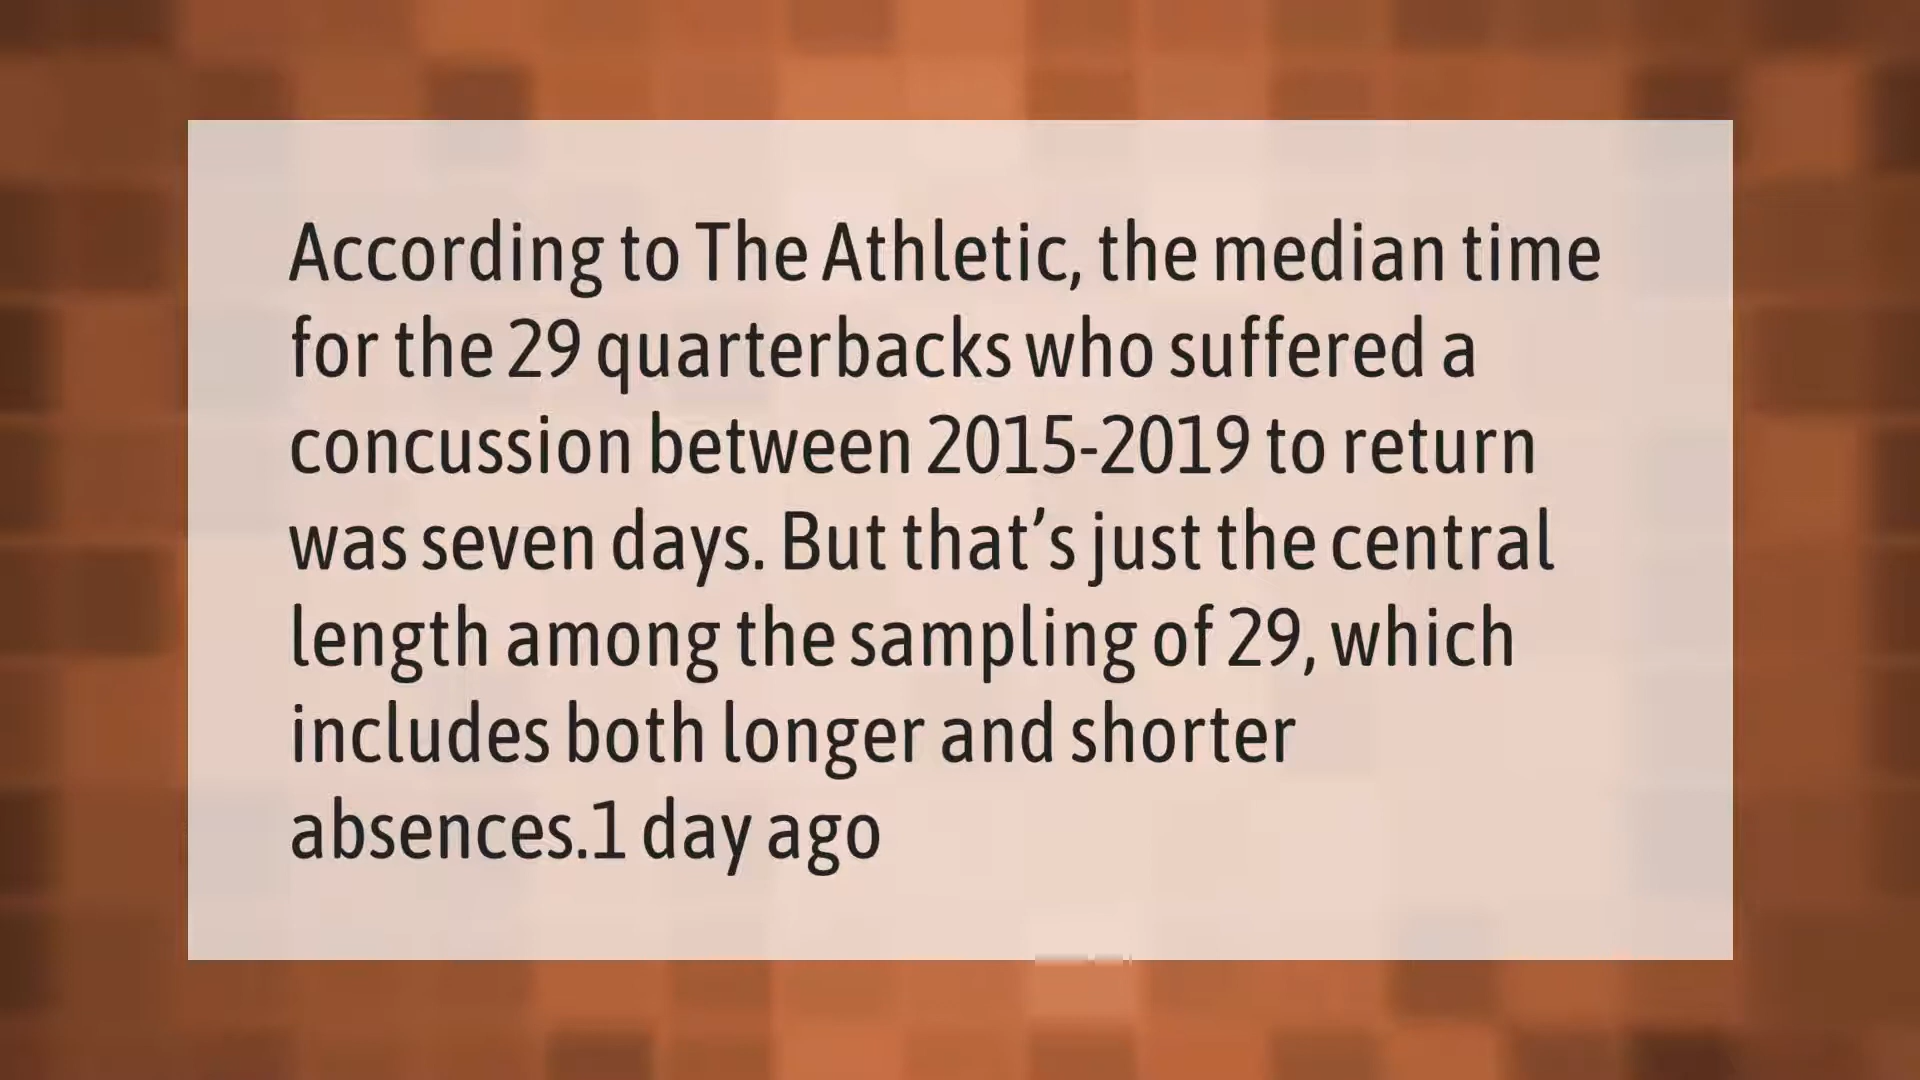 According to The Athletic, the median time
for the 29 quarterbacks who suffered a
concussion between 2015-2019 to return
was seven days. But that’s just the central
length among the sampling of 29, which
includes both longer and shorter
absences.1 day ago